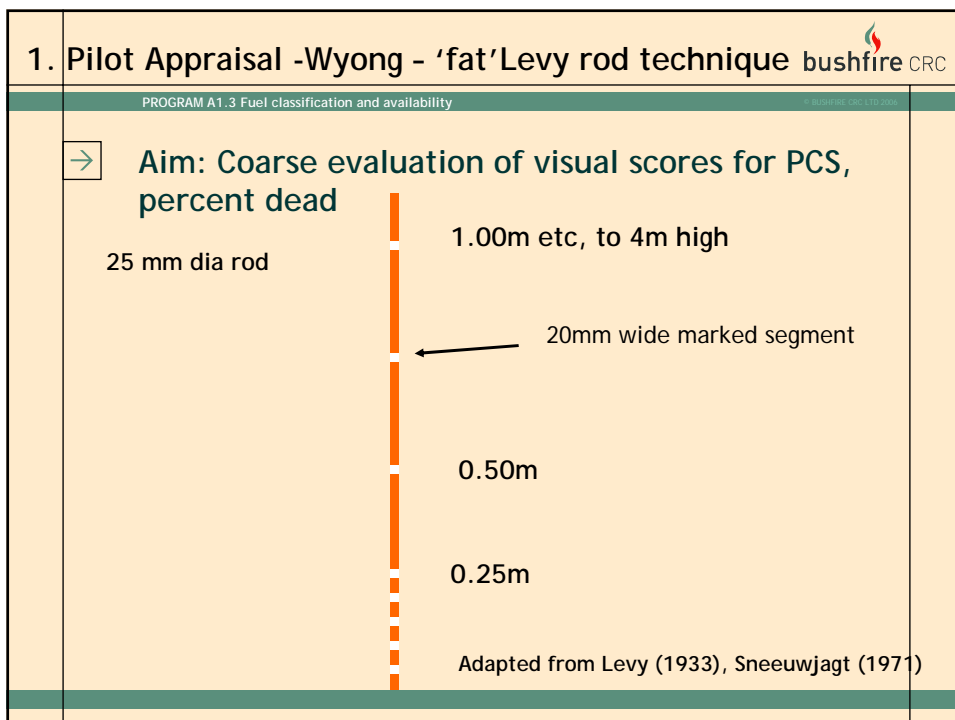 1. Pilot Appraisal -Wyong – ‘fat’Levy rod technique
bushfire CRC
PROGRAM A1.3 Fuel classification and availability
© BUSHFIRE CRC LTD 2006
→ Aim: Coarse evaluation of visual scores for PCS,
percent dead
1.00m etc, to 4m high
25 mm dia rod
20mm wide marked segment
0.50m
0.25m
Adapted from Levy (1933), Sneeuwjagt (1971)